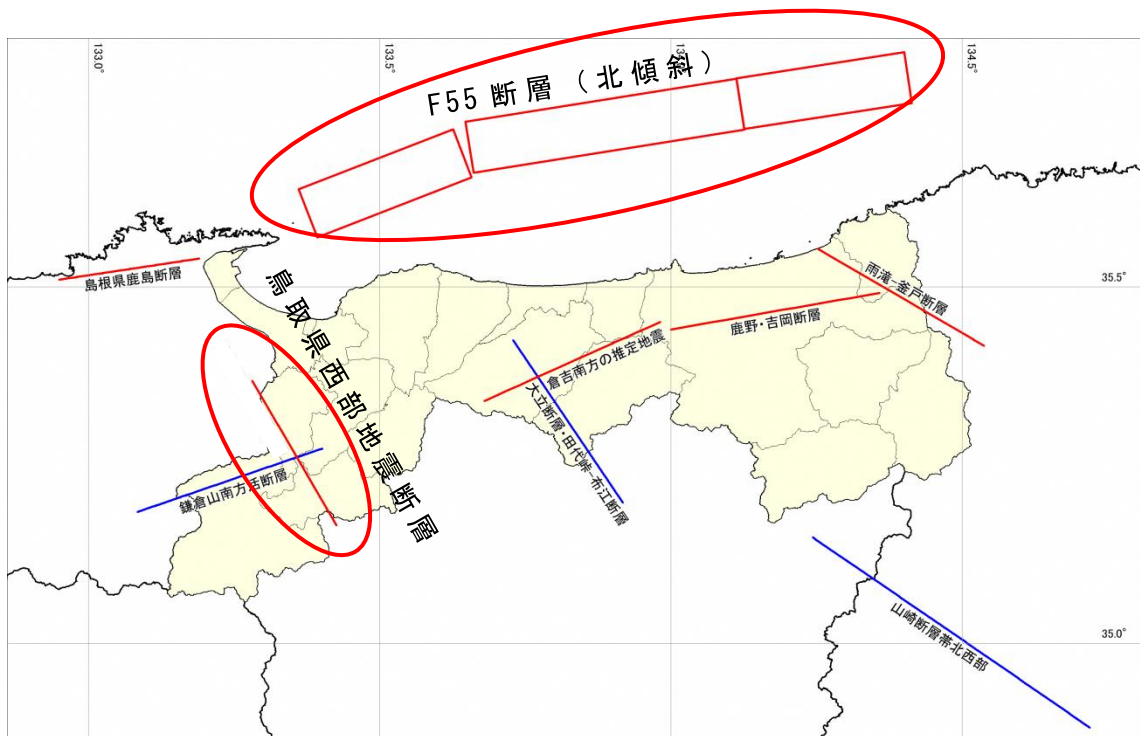 133.0°
133.5°
134.5°
F55 断層（北傾斜）
島根県鹿島断層
鳥取県西部地震断層
雨滝-釜戸断層
35.5°
鹿野・吉岡断層
倉吉南方の推定地震
大立断層・田代峠-布江断層
鎌倉山南方活断層
山崎断層帯北西部
35.0°